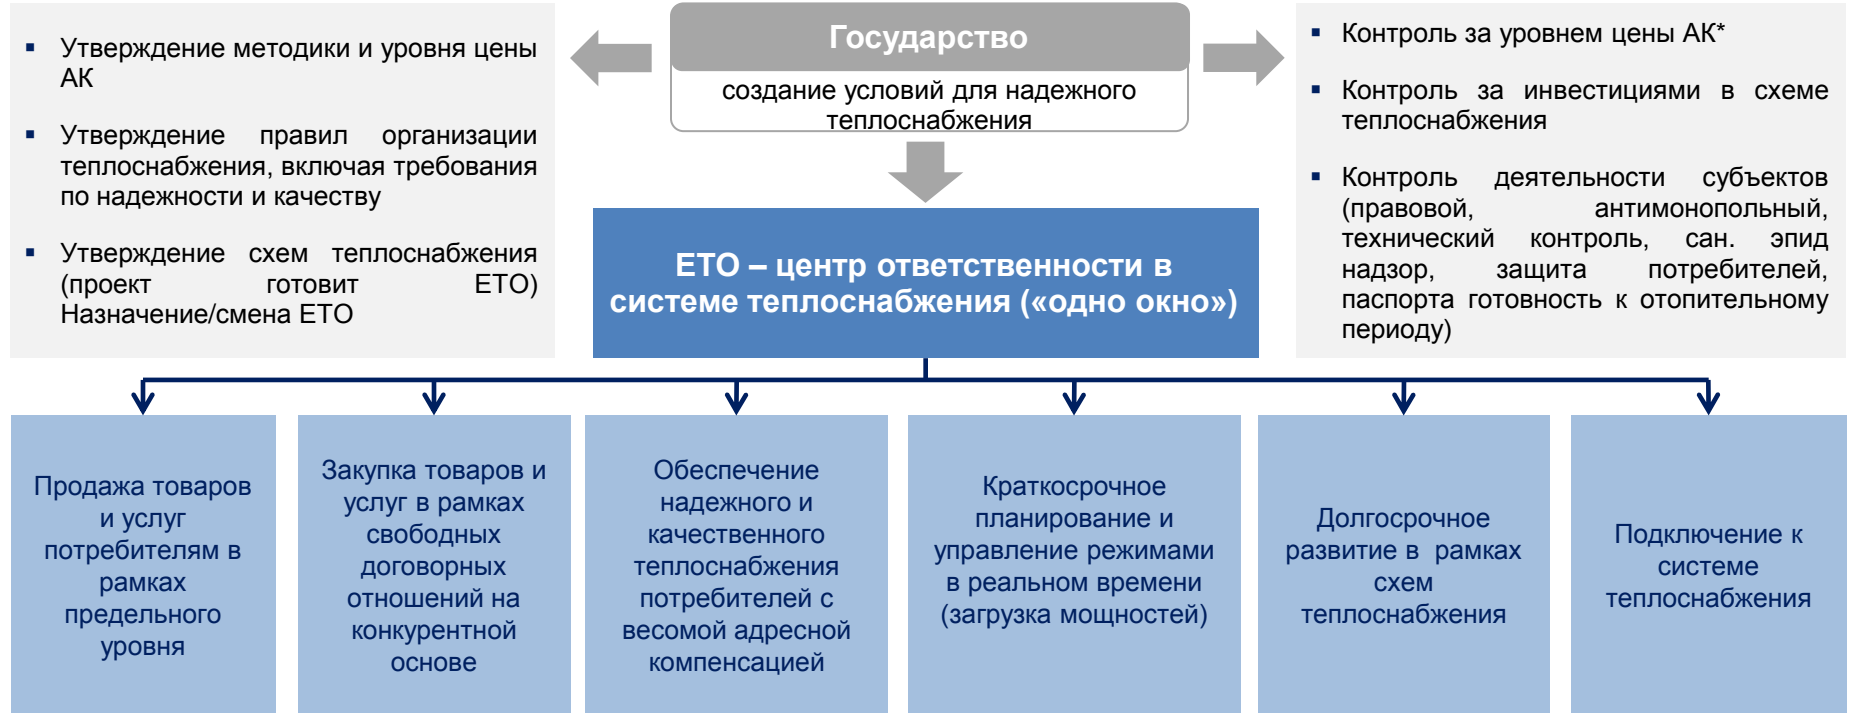 Утверждение методики и уровня цены
АК
Утверждение правил организации
теплоснабжения, включая требования
по надежности и качеству
Утверждение схем теплоснабжения
(проект готовит ЕТО)
Назначение/смена ЕТО
Государство
создание условий для надежного
теплоснабжения
Контроль за уровнем цены АК*
Контроль за инвестициями в схеме
теплоснабжения
Контроль деятельности субъектов
(правовой, антимонопольный,
технический контроль, сан. эпид
надзор, защита потребителей,
паспорта готовность к отопительному
периоду)
ЕТО – центр ответственности в
системе теплоснабжения («одно окно»)
Продажа товаров
и услуг
потребителям в
рамках
предельного
уровня
Закупка товаров и
услуг в рамках
свободных
договорных
отношений на
конкурентной
основе
Обеспечение
надежного и
качественного
теплоснабжения
потребителей с
весомой адресной
компенсацией
Краткосрочное
планирование и
управление режимами
в реальном времени
(загрузка мощностей)
Долгосрочное
развитие в рамках
схем
теплоснабжения
Подключение к
системе
теплоснабжения